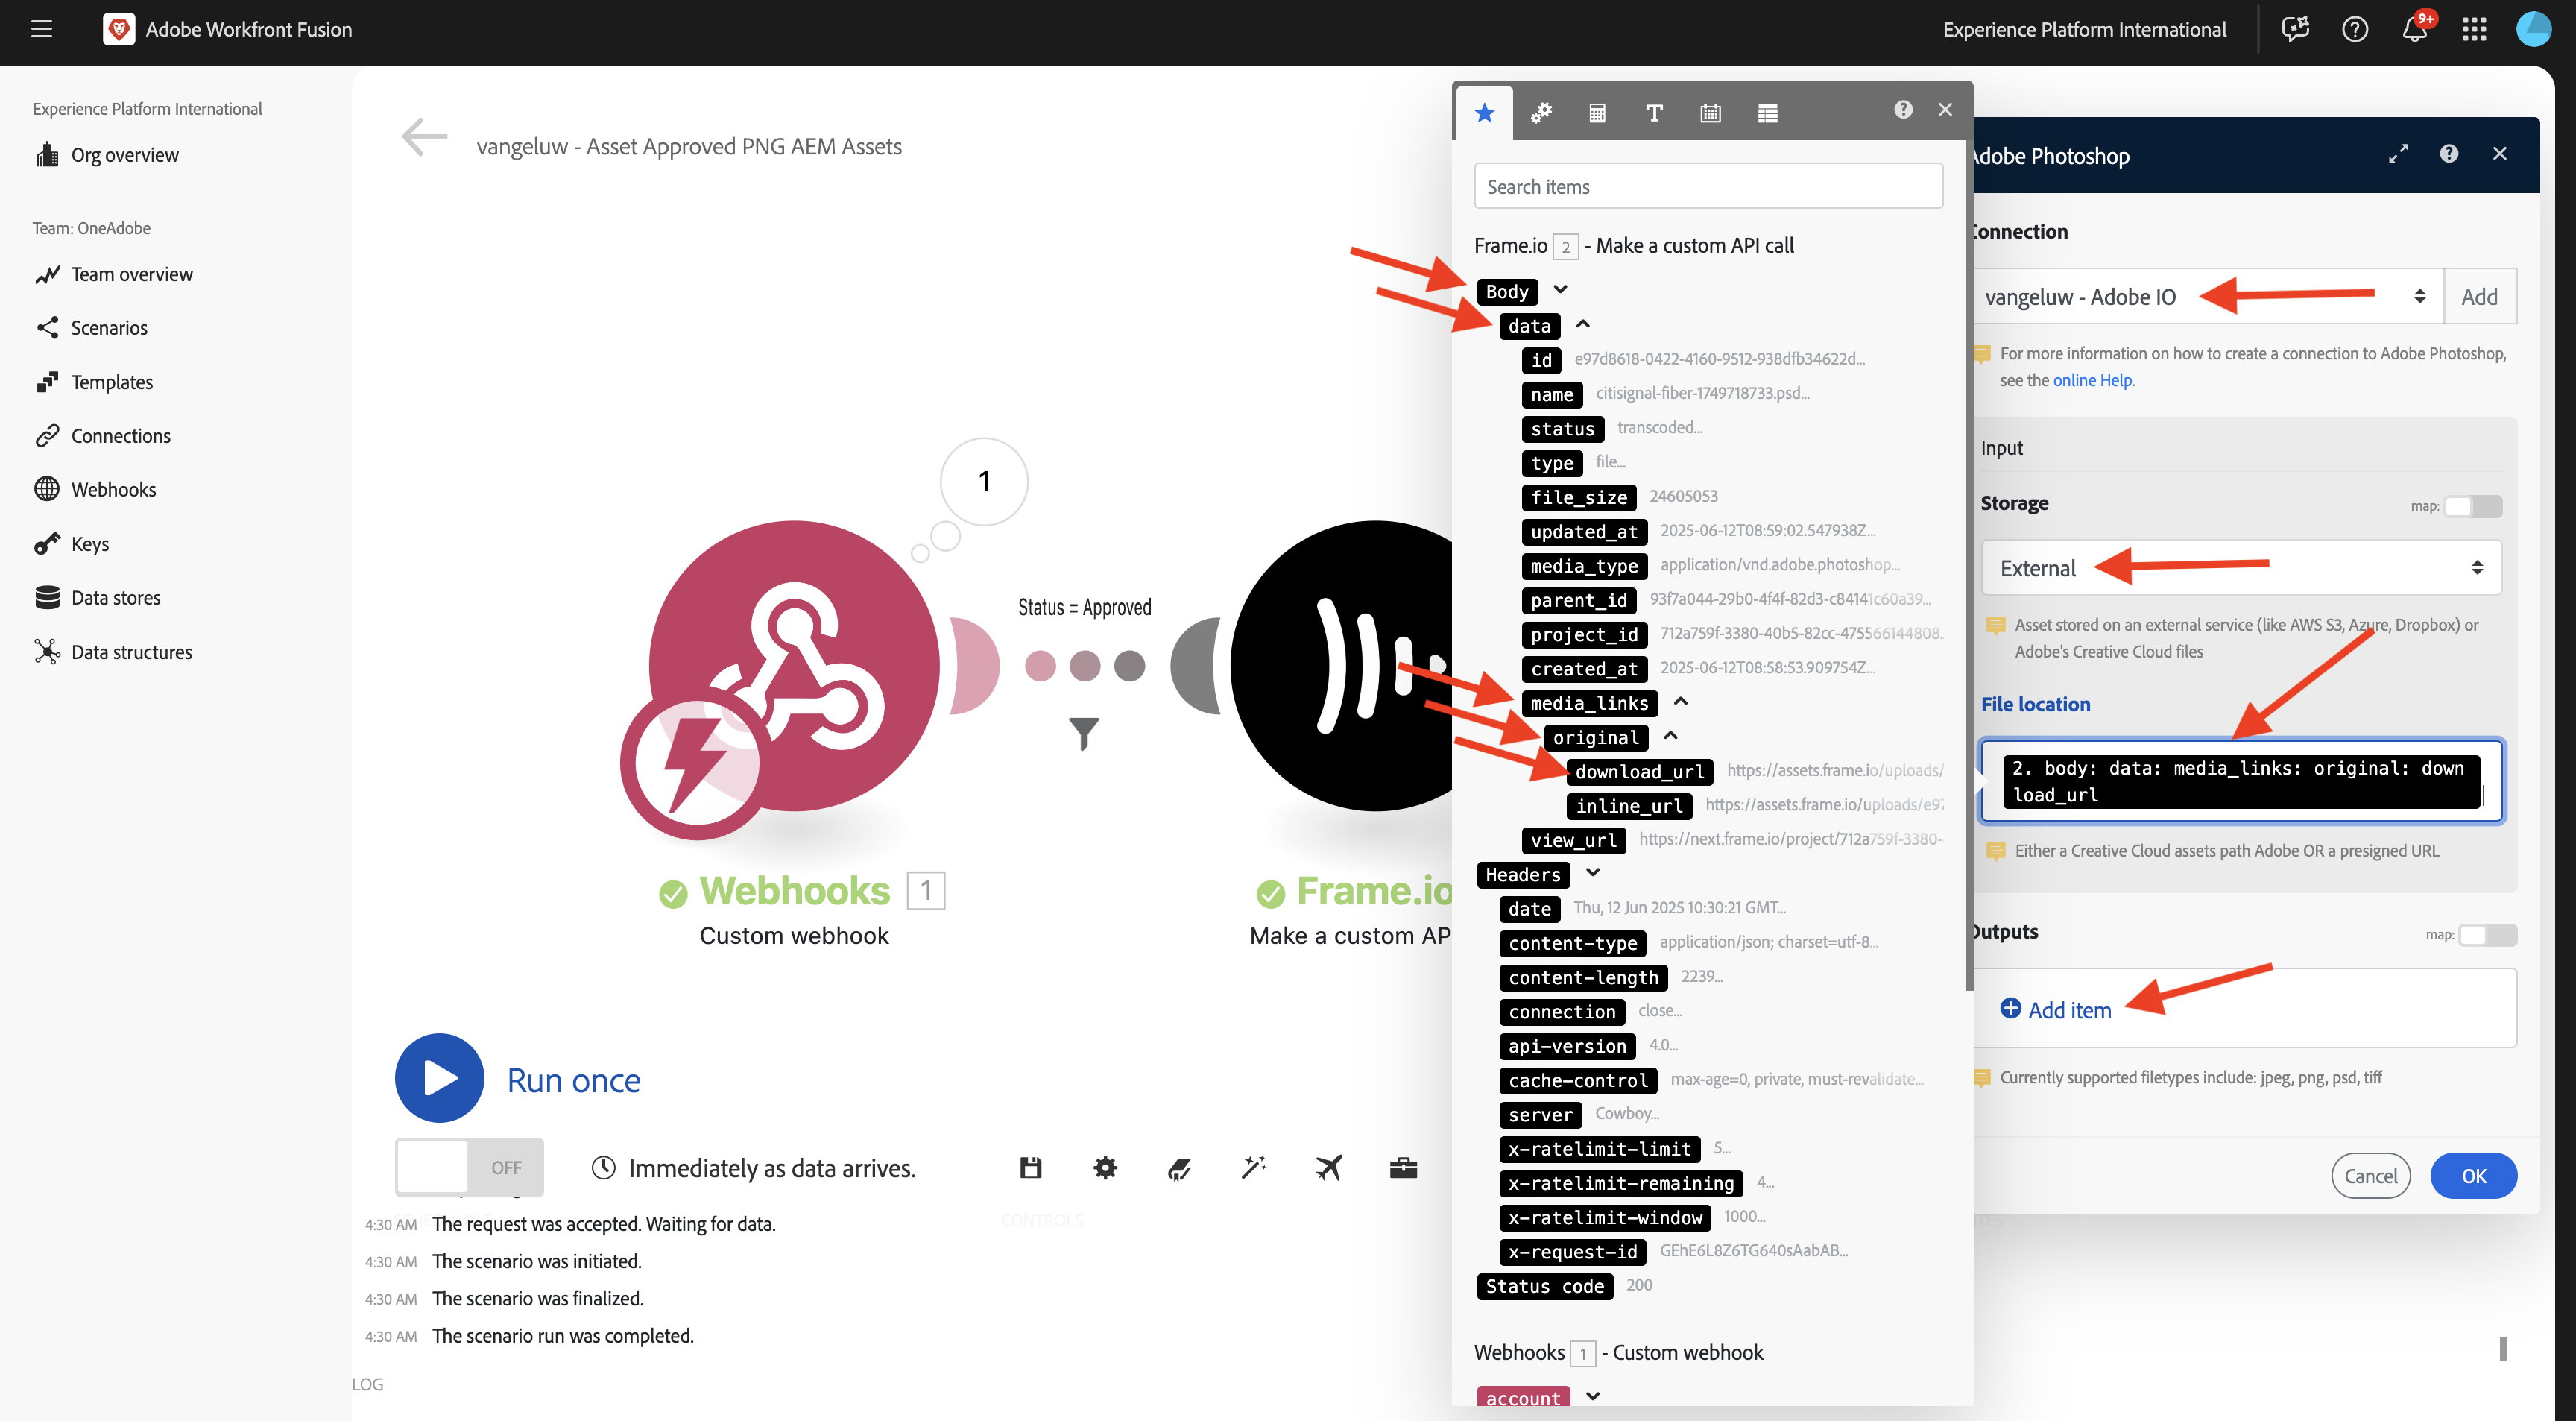 Adobe Workfront Fusion
Experience Platform International
9+
Experience Platform International
Org overview
Team: OneAdobe
Team overview
Scenarios
Templates
Connections
Webhooks
Keys
Data stores
Data structures
vangeluw - Asset Approved PNG AEM Assets
1
Status = Approved
Webhooks 1
Custom webhook
Frame.io
Make a custom AP
Run once
OFF
Immediately as data arrives.
CONTROLS
4:30 AM The request was accepted. Waiting for data.
4:30 AM The scenario was initiated.
4:30 AM The scenario was finalized.
4:30 AM The scenario run was completed.
LOG
Search items
Frame.io 2 - Make a custom API call
Body
data
id e97d8618-0422-4160-9512-938dfb34622d...
name citisignal-fiber-1749718733.psd...
status transcoded...
type file...
file_size 24605053
updated_at 2025-06-12T08:59:02.547938Z...
media_type application/vnd.adobe.photoshop...
parent_id 93f7a044-29b0-4f4f-82d3-c84141c60a39...
project_id 712a759f-3380-40b5-82cc-475566144808.
created_at 2025-06-12T08:58:53.909754Z...
media_links
original
download_url https://assets.frame.io/uploads/
inline_url https://assets.frame.io/uploads/e97
view_url https://next.frame.io/project/712a759f-3380-
Headers
date Thu, 12 Jun 2025 10:30:21 GMT...
content-type application/json; charset=utf-8...
content-length 2239...
connection close...
api-version 4.0...
cache-control max-age=0, private, must-revalidate...
server Cowboy...
x-ratelimit-limit 5...
x-ratelimit-remaining 4...
x-ratelimit-window 1000...
x-request-id GEhE6L8Z6TG640sAabAB...
Status code 200
Webhooks 1 - Custom webhook
account
Adobe Photoshop
Connection
vangeluw - Adobe IO
Add
For more information on how to create a connection to Adobe Photoshop,
see the online Help.
Input
Storage
map:
External
Asset stored on an external service (like AWS S3, Azure, Dropbox) or
Adobe's Creative Cloud files
File location
2. body: data: media_links: original: down
load_url
Either a Creative Cloud assets path Adobe OR a presigned URL
Outputs
map:
Add item
Currently supported filetypes include: jpeg, png, psd, tiff
Cancel
OK